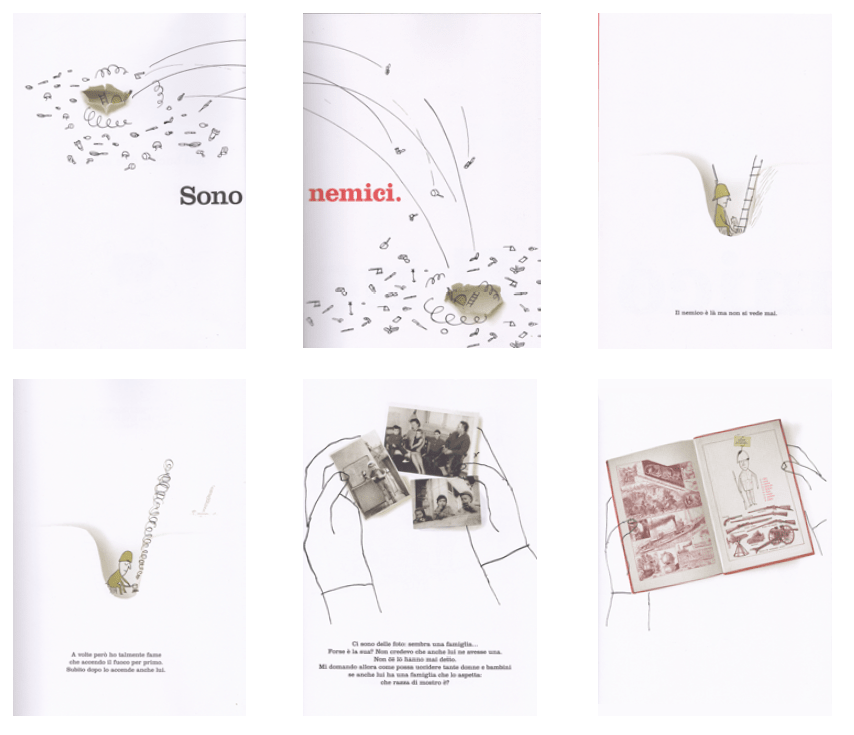 Sono
nemici.
Il nemico è là ma non si vede mai.
A volte però ho talmente fame
che accendo il fuoco per primo.
Subito dopo lo accende anche lui.
Ci sono delle foto: sembra una famiglia...
Forse è la sua? Non credevo che anche lui ne avesse una.
Non ce lo hanno mai detto.
Mi domando allora come possa uccidere tante donne e bambini
se anche lui ha una famiglia che lo aspetta:
che razza di mostro è?